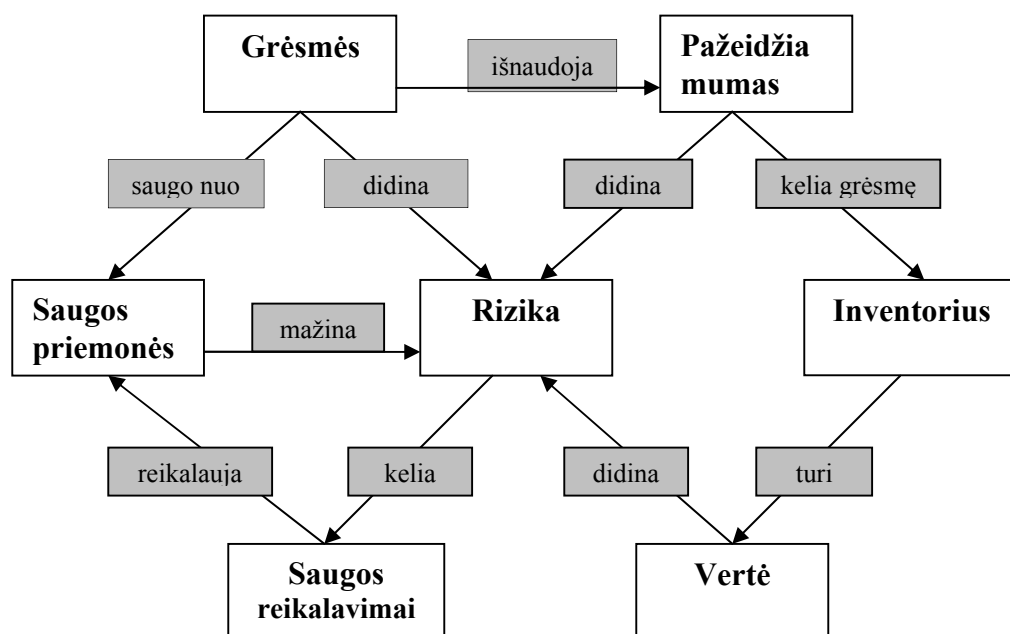 Grėsmės
išnaudoja
Pažeidžia
mumas
saugo nuo
didina
didina
kelia grėsmę
Saugos
priemonės
mažina
Rizika
Inventorius
reikalauja
kelia
didina
turi
Saugos
reikalavimai
Vertė